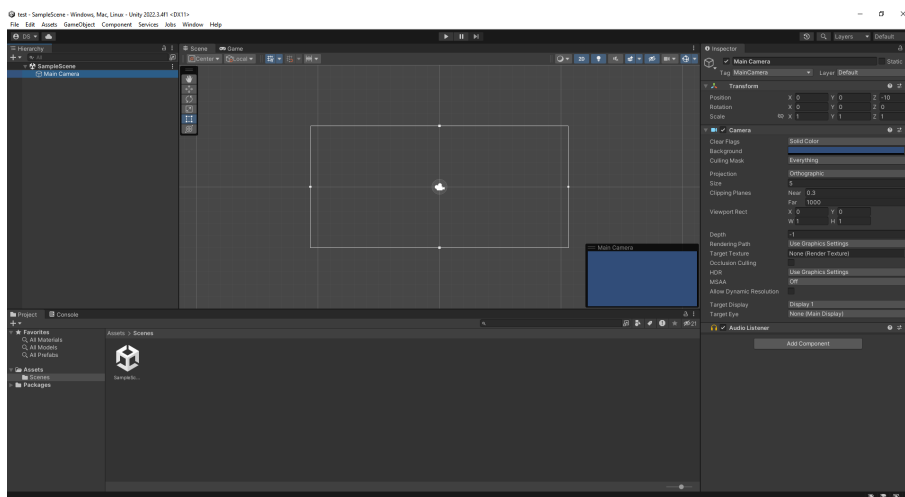 test - SampleScene - Windows, Mac, Linux - Unity 2022.3.4f1 <DX11>
File Edit Assets GameObject Component Services Jobs Window Help
DS
Layers
Default
Hierarchy
All
SampleScene
Main Camera
Scene
Game
Center
Local
2D
Main Camera
Inspector
Main Camera
Static
Tag MainCamera
Layer Default
Transform
Position X 0 Y 0 Z -10
Rotation X 0 Y 0 Z 0
Scale X 1 Y 1 Z 1
Camera
Clear Flags Solid Color
Background
Culling Mask Everything
Projection Orthographic
Size 5
Clipping Planes Near 0.3
Far 1000
Viewport Rect X 0 Y 0
W 1 H 1
Depth -1
Rendering Path Use Graphics Settings
Target Texture None (Render Texture)
Occlusion Culling
HDR Use Graphics Settings
MSAA Off
Allow Dynamic Resolution
Target Display Display 1
Target Eye None (Main Display)
Audio Listener
Add Component
Project
Console
21
Favorites
All Materials
All Models
All Prefabs
Assets
Scenes
Packages
Assets > Scenes
SampleSc...